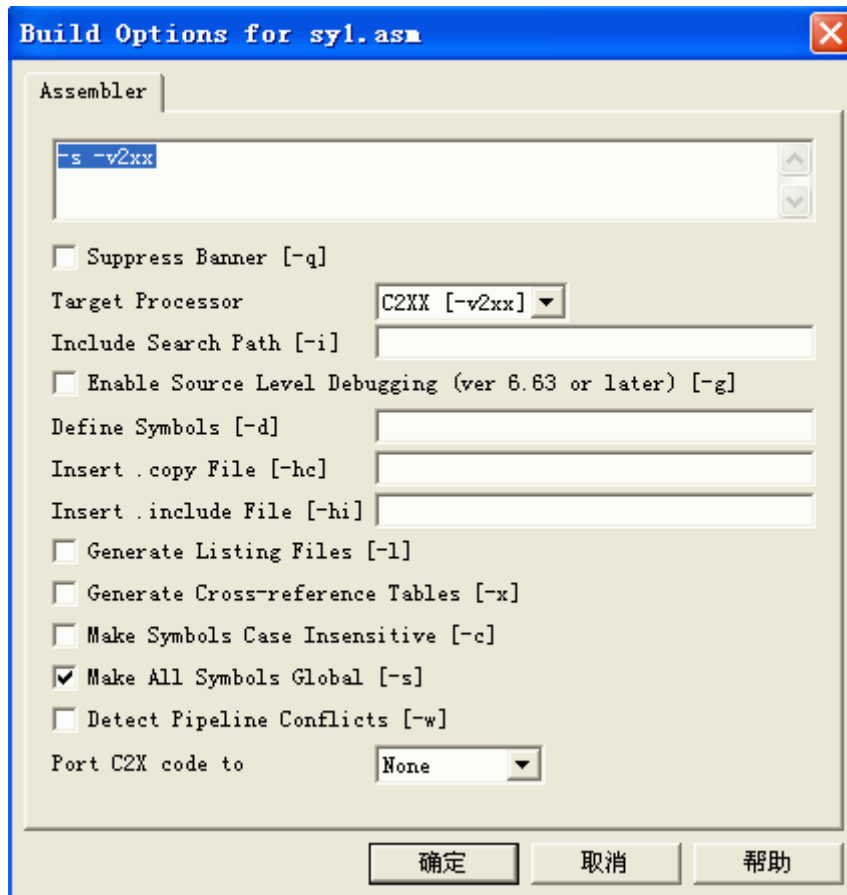 Build Options for sy1.asm
Assembler
-s -v2xx
Suppress Banner [-q]
Target Processor C2XX [-v2xx]
Include Search Path [-i]
Enable Source Level Debugging (ver 6.63 or later) [-g]
Define Symbols [-d]
Insert .copy File [-hc]
Insert .include File [-hi]
Generate Listing Files [-l]
Generate Cross-reference Tables [-x]
Make Symbols Case Insensitive [-c]
Make All Symbols Global [-s]
Detect Pipeline Conflicts [-w]
Port C2X code to None
确定 取消 帮助